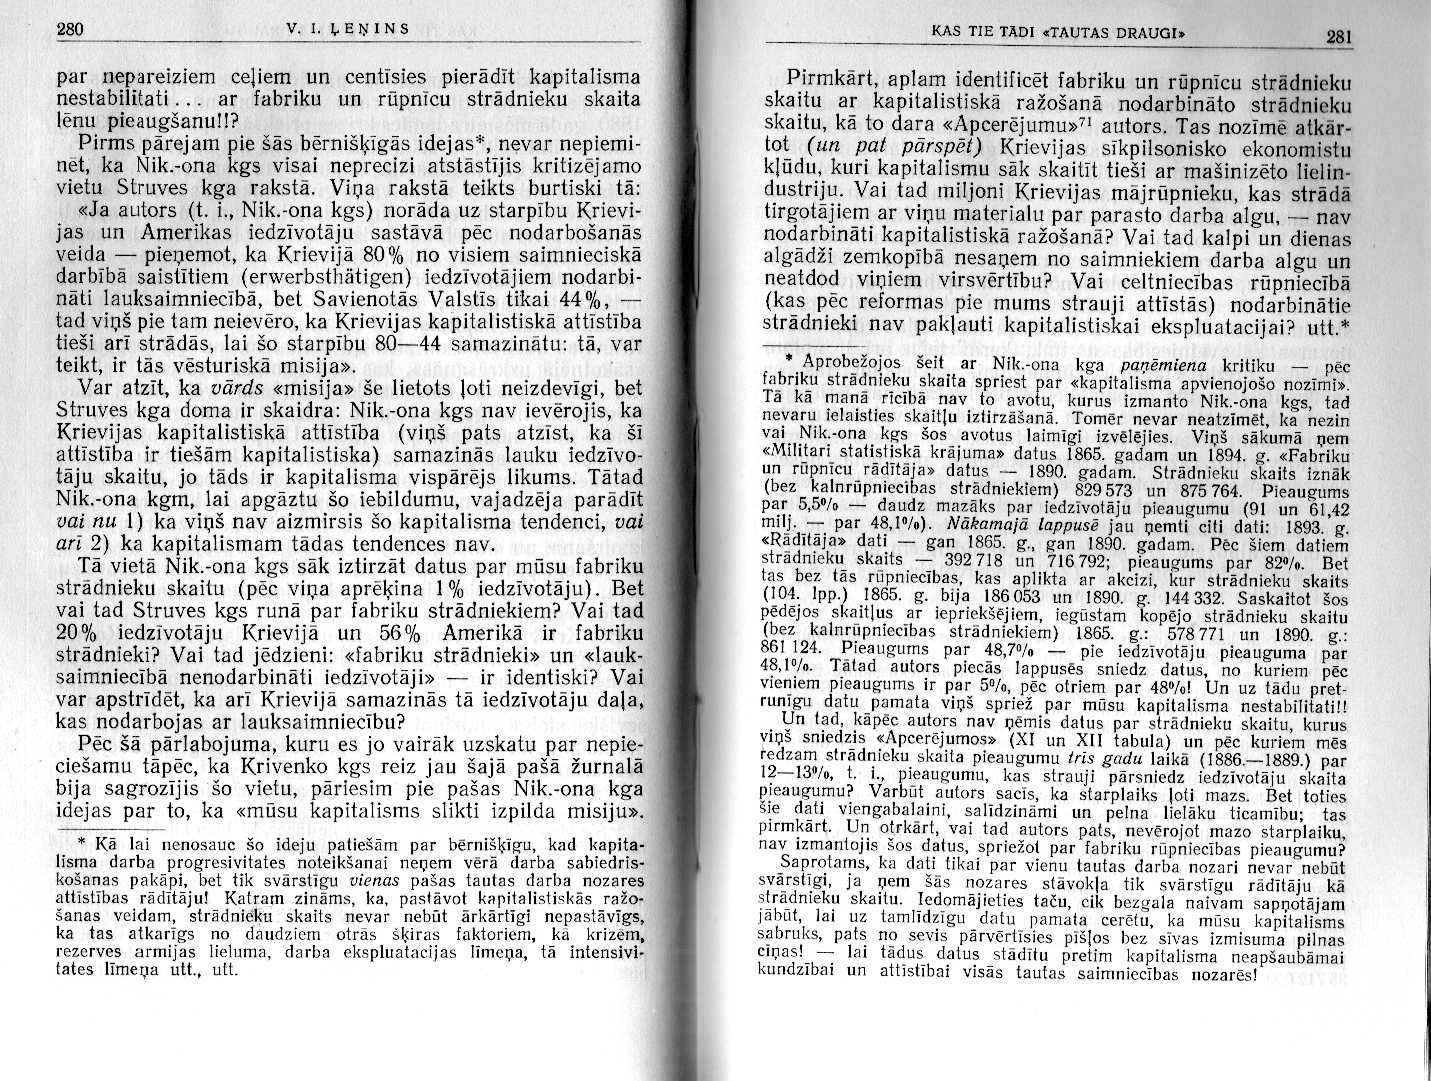 280
V. I. ĻEŅINS
par nepareiziem ceļiem un centīsies pierādīt kapitalisma
nestabilitati... ar fabriku un rūpnīcu strādnieku skaita
lēnu pieaugšanu!!?
Pirms pārejam pie šās bērnišķīgās idejas*, nevar nepiemi-
nēt, ka Nik.-ona kgs visai neprecizi atstāstījis kritizējamo
vietu Struves kga rakstā. Viņa rakstā teikts burtiski tā:
«Ja autors (t. i., Nik.-ona kgs) norāda uz starpību Krievi-
jas un Amerikas iedzīvotāju sastāvā pēc nodarbošanās
veida — pieņemot, ka Krievijā 80% no visiem saimnieciskā
darbībā saistītiem (erwerbsthätigen) iedzīvotājiem nodarbi-
nāti lauksaimniecībā, bet Savienotās Valstīs tikai 44%, —
tad viņš pie tam neievēro, ka Krievijas kapitalistiskā attīstība
tieši arī strādās, lai šo starpību 80—44 samazinātu: tā, var
teikt, ir tās vēsturiskā misija».
Var atzīt, ka vārds «misija» še lietots ļoti neizdevīgi, bet
Struves kga doma ir skaidra: Nik.-ona kgs nav ievērojis, ka
Krievijas kapitalistiskā attīstība (viņš pats atzīst, ka šī
attīstība ir tiešām kapitalistiska) samazinās lauku iedzīvo-
tāju skaitu, jo tāds ir kapitalisma vispārējs likums. Tātad
Nik.-ona kgm, lai apgāztu šo iebildumu, vajadzēja parādīt
vai nu 1) ka viņš nav aizmirsis šo kapitalisma tendenci, vai
arī 2) ka kapitalismam tādas tendences nav.
Tā vietā Nik.-ona kgs sāk iztirzāt datus par mūsu fabriku
strādnieku skaitu (pēc viņa aprēķina 1% iedzīvotāju). Bet
vai tad Struves kgs runā par fabriku strādniekiem? Vai tad
20% iedzīvotāju Krievijā un 56% Amerikā ir fabriku
strādnieki? Vai tad jēdzieni: «fabriku strādnieki» un «lauk-
saimniecībā nenodarbināti iedzīvotāji» — ir identiski? Vai
var apstrīdēt, ka arī Krievijā samazinās tā iedzīvotāju daļa,
kas nodarbojas ar lauksaimniecību?
Pēc šā pārlabojuma, kuru es jo vairāk uzskatu par nepie-
ciešamu tāpēc, ka Krivenko kgs reiz jau šajā pašā žurnalā
bija sagrozījis šo vietu, pāriesim pie pašas Nik.-ona kga
idejas par to, ka «mūsu kapitalisms slikti izpilda misiju».
* Kā lai nenosauc šo ideju patiešām par bērnišķīgu, kad kapita-
lisma darba progresivitates noteikšanai neņem vērā darba sabiedris-
košanas pakāpi, bet tik svārstīgu vienas pašas tautas darba nozares
attīstības rādītāju! Katram zināms, ka, pastāvot kapitalistiskās ražo-
šanas veidam, strādnieku skaits nevar nebūt ārkārtīgi nepastāvīgs,
ka tas atkarīgs no daudziem otrās šķiras faktoriem, kā krizēm,
rezerves armijas lieluma, darba ekspluatacijas līmeņa, tā intensivi-
tates līmeņa utt., utt.
KAS TIE TĀDI «TAUTAS DRAUGI»
281
Pirmkārt, aplam identificēt fabriku un rūpnīcu strādnieku
skaitu ar kapitalistiskā ražošanā nodarbināto strādnieku
skaitu, kā to dara «Apcerējumu»⁷¹ autors. Tas nozīmē atkār-
tot (un pat pārspēt) Krievijas sīkpilsonisko ekonomistu
kļūdu, kuri kapitalismu sāk skaitīt tieši ar mašinizēto lielin-
dustriju. Vai tad miljoni Krievijas mājrūpnieku, kas strādā
tirgotājiem ar viņu materialu par parasto darba algu, — nav
nodarbināti kapitalistiskā ražošanā? Vai tad kalpi un dienas
algādži zemkopībā nesaņem no saimniekiem darba algu un
neatdod viņiem virsvērtību? Vai celtniecības rūpniecībā
(kas pēc reformas pie mums strauji attīstās) nodarbinātie
strādnieki nav pakļauti kapitalistiskai ekspluatacijai? utt.*
* Aprobežojos šeit ar Nik.-ona kga paņēmiena kritiku — pēc
fabriku strādnieku skaita spriest par «kapitalisma apvienojošo nozīmi».
Tā kā manā rīcībā nav to avotu, kurus izmanto Nik.-ona kgs, tad
nevaru ielaisties skaitļu iztirzāšanā. Tomēr nevar neatzīmēt, ka nezin
vai Nik.-ona kgs šos avotus laimīgi izvēlējies. Viņš sākumā ņem
«Militari statistiskā krājuma» datus 1865. gadam un 1894. g. «Fabriku
un rūpnīcu rādītāja» datus — 1890. gadam. Strādnieku skaits iznāk
(bez kalnrūpniecības strādniekiem) 829 573 un 875 764. Pieaugums
par 5,5% — daudz mazāks par iedzīvotāju pieaugumu (91 un 61,42
milj. — par 48,1%). Nākamajā lappusē jau ņemti citi dati: 1893. g.
«Rādītāja» dati — gan 1865. g., gan 1890. gadam. Pēc šiem datiem
strādnieku skaits — 392 718 un 716 792; pieaugums par 82%. Bet
tas bez tās rūpniecības, kas aplikta ar akcizi, kur strādnieku skaits
(104. lpp.) 1865. g. bija 186 053 un 1890. g. 144 332. Saskaitot šos
pēdējos skaitļus ar iepriekšējiem, iegūstam kopējo strādnieku skaitu
(bez kalnrūpniecības strādniekiem) 1865. g.: 578 771 un 1890. g.:
861 124. Pieaugums par 48,7% — pie iedzīvotāju pieauguma par
48,1%. Tātad autors piecās lappusēs sniedz datus, no kuriem pēc
vieniem pieaugums ir par 5%, pēc otriem par 48%! Un uz tādu pret-
runīgu datu pamata viņš spriež par mūsu kapitalisma nestabilitati!!
Un tad, kāpēc autors nav ņēmis datus par strādnieku skaitu, kurus
viņš sniedzis «Apcerējumos» (XI un XII tabula) un pēc kuriem mēs
redzam strādnieku skaita pieaugumu trīs gadu laikā (1886.—1889.) par
12—13%, t. i., pieaugumu, kas strauji pārsniedz iedzīvotāju skaita
pieaugumu? Varbūt autors sacīs, ka starplaiks ļoti mazs. Bet toties
šie dati viengabalaini, salīdzināmi un pelna lielāku ticamību; tas
pirmkārt. Un otrkārt, vai tad autors pats, nevērojot mazo starplaiku,
nav izmantojis šos datus, spriežot par fabriku rūpniecības pieaugumu?
Saprotams, ka dati tikai par vienu tautas darba nozari nevar nebūt
svārstīgi, ja ņem šās nozares stāvokļa tik svārstīgu rādītāju kā
strādnieku skaitu. Iedomājieties taču, cik bezgala naivam sapņotājam
jābūt, lai uz tamlīdzīgu datu pamata cerētu, ka mūsu kapitalisms
sabruks, pats no sevis pārvērtīsies pīšļos bez sīvas izmisuma pilnas
cīņas! — lai tādus datus stādītu pretim kapitalisma neapšaubāmai
kundzībai un attīstībai visās tautas saimniecības nozarēs!